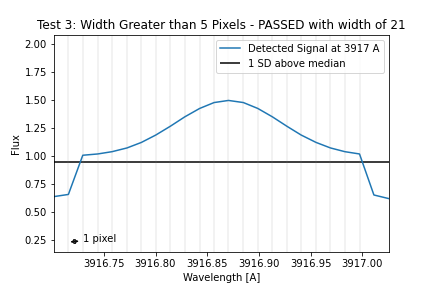 Test 3: Width Greater than 5 Pixels - PASSED with width of 21
2.00
1.75
1.50
1.25
1.00
0.75
0.50
0.25
Flux
Detected Signal at 3917 A
1 SD above median
1 pixel
3916.75 3916.80 3916.85 3916.90 3916.95 3917.00
Wavelength [A]